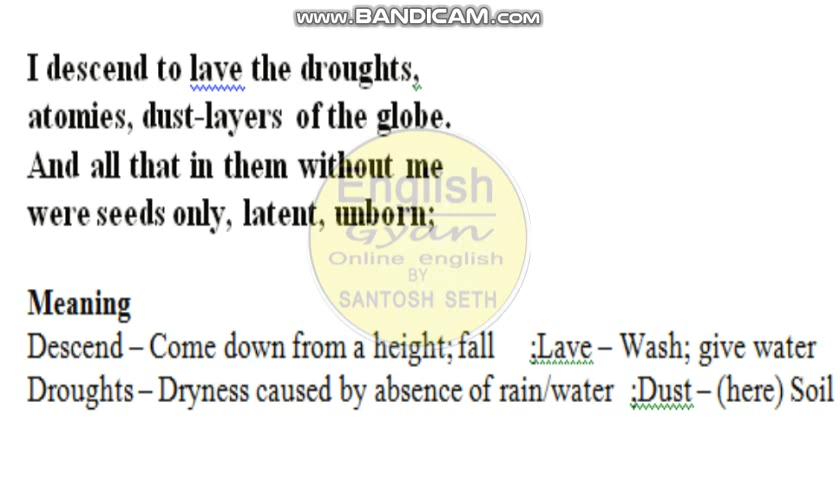 www.BANDICAM.com
I descend to lave the droughts,
atomies, dust-layers of the globe.
And all that in them without me
were seeds only, latent, unborn;
English
Gyan
Online english
BY
SANTOSH SETH
Meaning
Descend – Come down from a height; fall ;Lave – Wash; give water
Droughts – Dryness caused by absence of rain/water ;Dust – (here) Soil